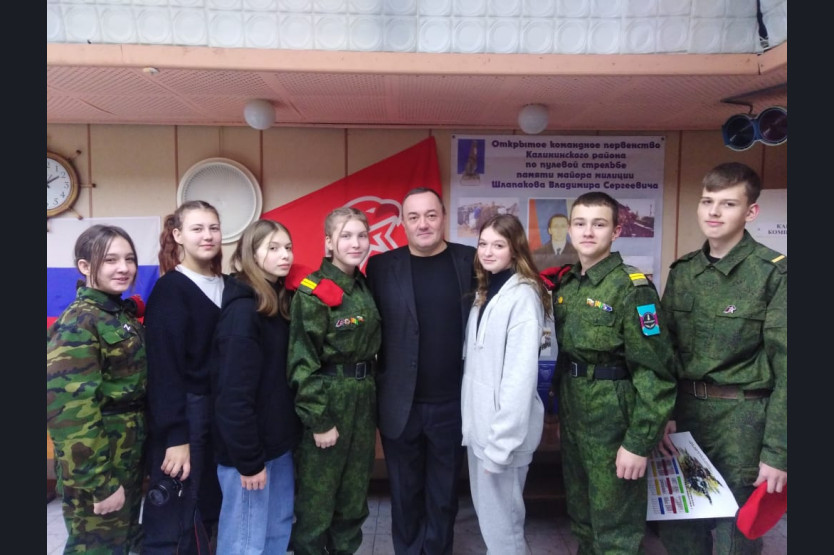 Открытое командное первенство
Калининского района
по пулевой стрельбе
памяти майора милиции
Шлапакова Владимира Сергеевича